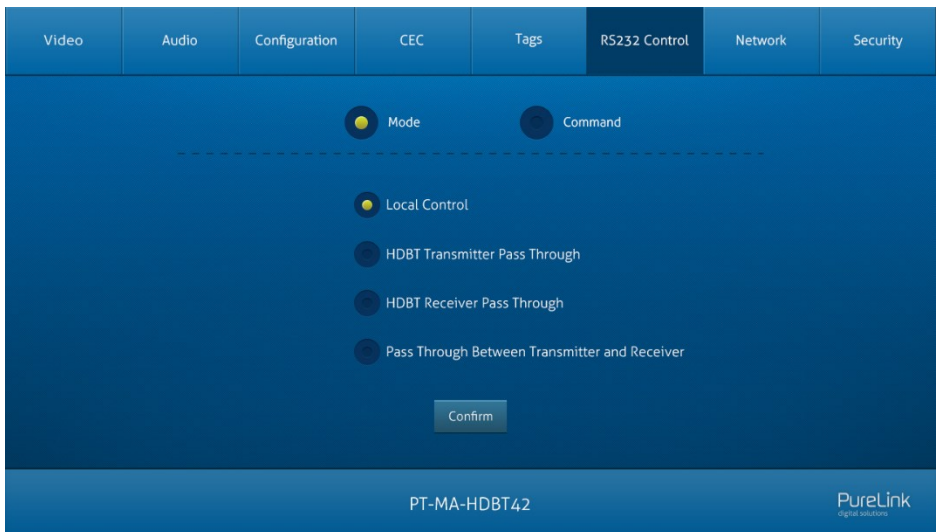 Video Audio Configuration CEC Tags RS232 Control Network Security
Mode Command
Local Control
HDBT Transmitter Pass Through
HDBT Receiver Pass Through
Pass Through Between Transmitter and Receiver
Confirm
PT-MA-HDBT42
PureLink
digital solutions